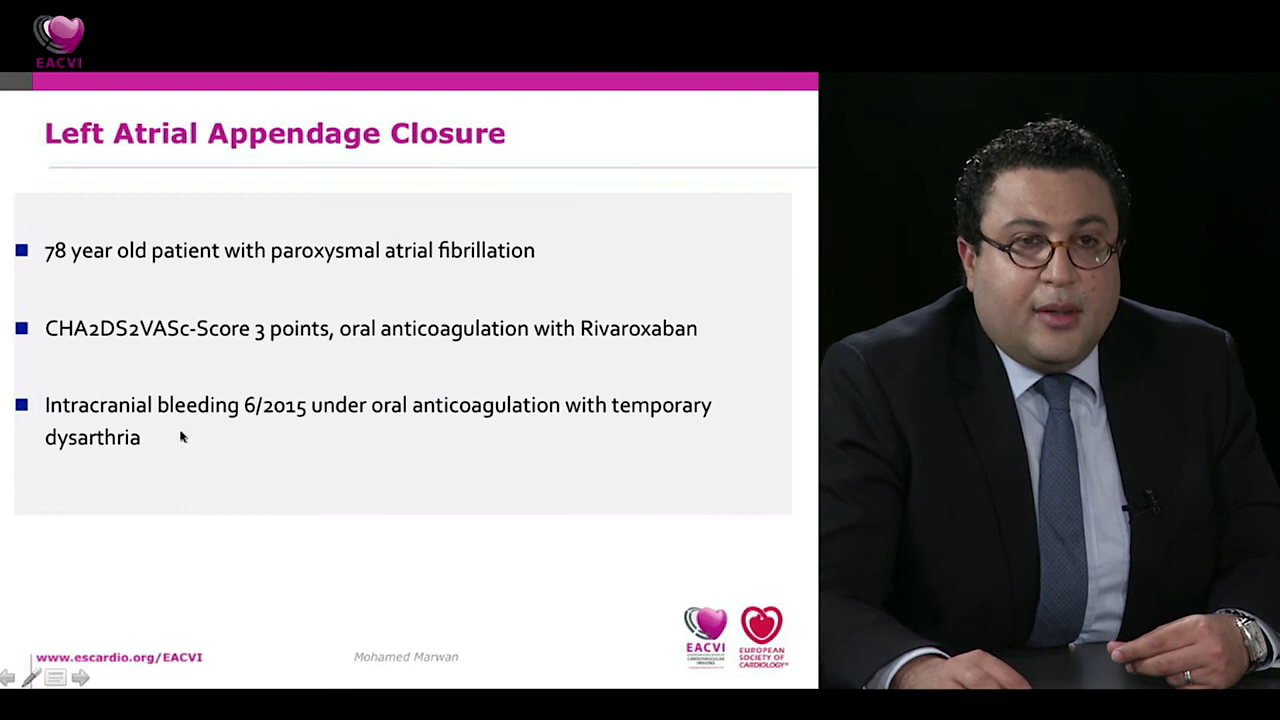 EACVI
Left Atrial Appendage Closure
78 year old patient with paroxysmal atrial fibrillation
CHA2DS2VASc-Score 3 points, oral anticoagulation with Rivaroxaban
Intracranial bleeding 6/2015 under oral anticoagulation with temporary
dysarthria
www.escardio.org/EACVI
Mohamed Marwan
EACVI
EUROPEAN
SOCIETY OF
CARDIOLOGY®